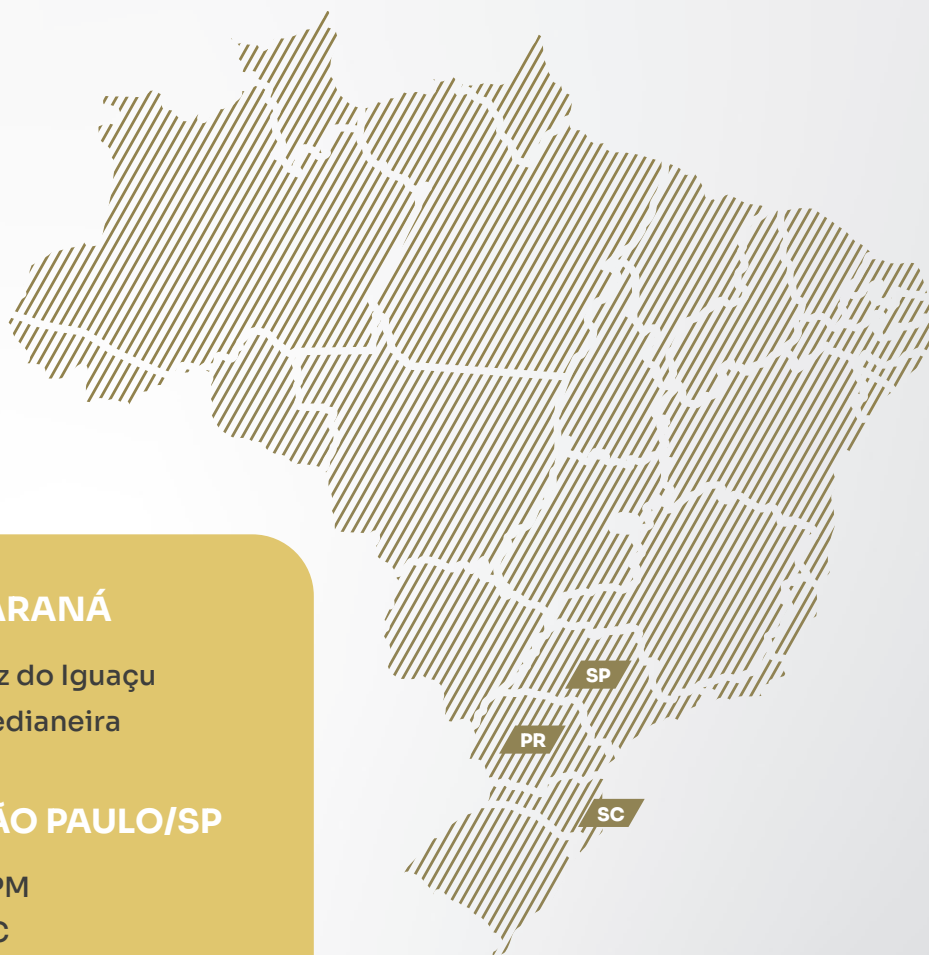 SP
PR
SC
ARANÁ
z do Iguaçu
edianeira
ÃO PAULO/SP
PM
C